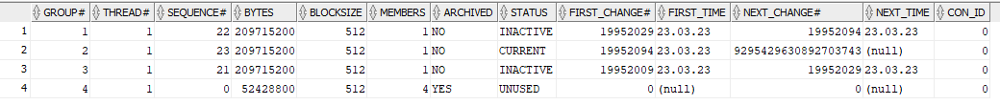 GROUP# THREAD# SEQUENCE# BYTES BLOCKSIZE MEMBERS ARCHIVED STATUS FIRST_CHANGE# FIRST_TIME NEXT_CHANGE# NEXT_TIME CON_ID
1 1 1 22 209715200 512 1 NO INACTIVE 19952029 23.03.23 19952094 23.03.23 0
2 2 1 23 209715200 512 1 NO CURRENT 19952094 23.03.23 9295429630892703743 (null) 0
3 3 1 21 209715200 512 1 NO INACTIVE 19952009 23.03.23 19952029 23.03.23 0
4 4 1 0 52428800 512 4 YES UNUSED 0 (null) 0 (null) 0